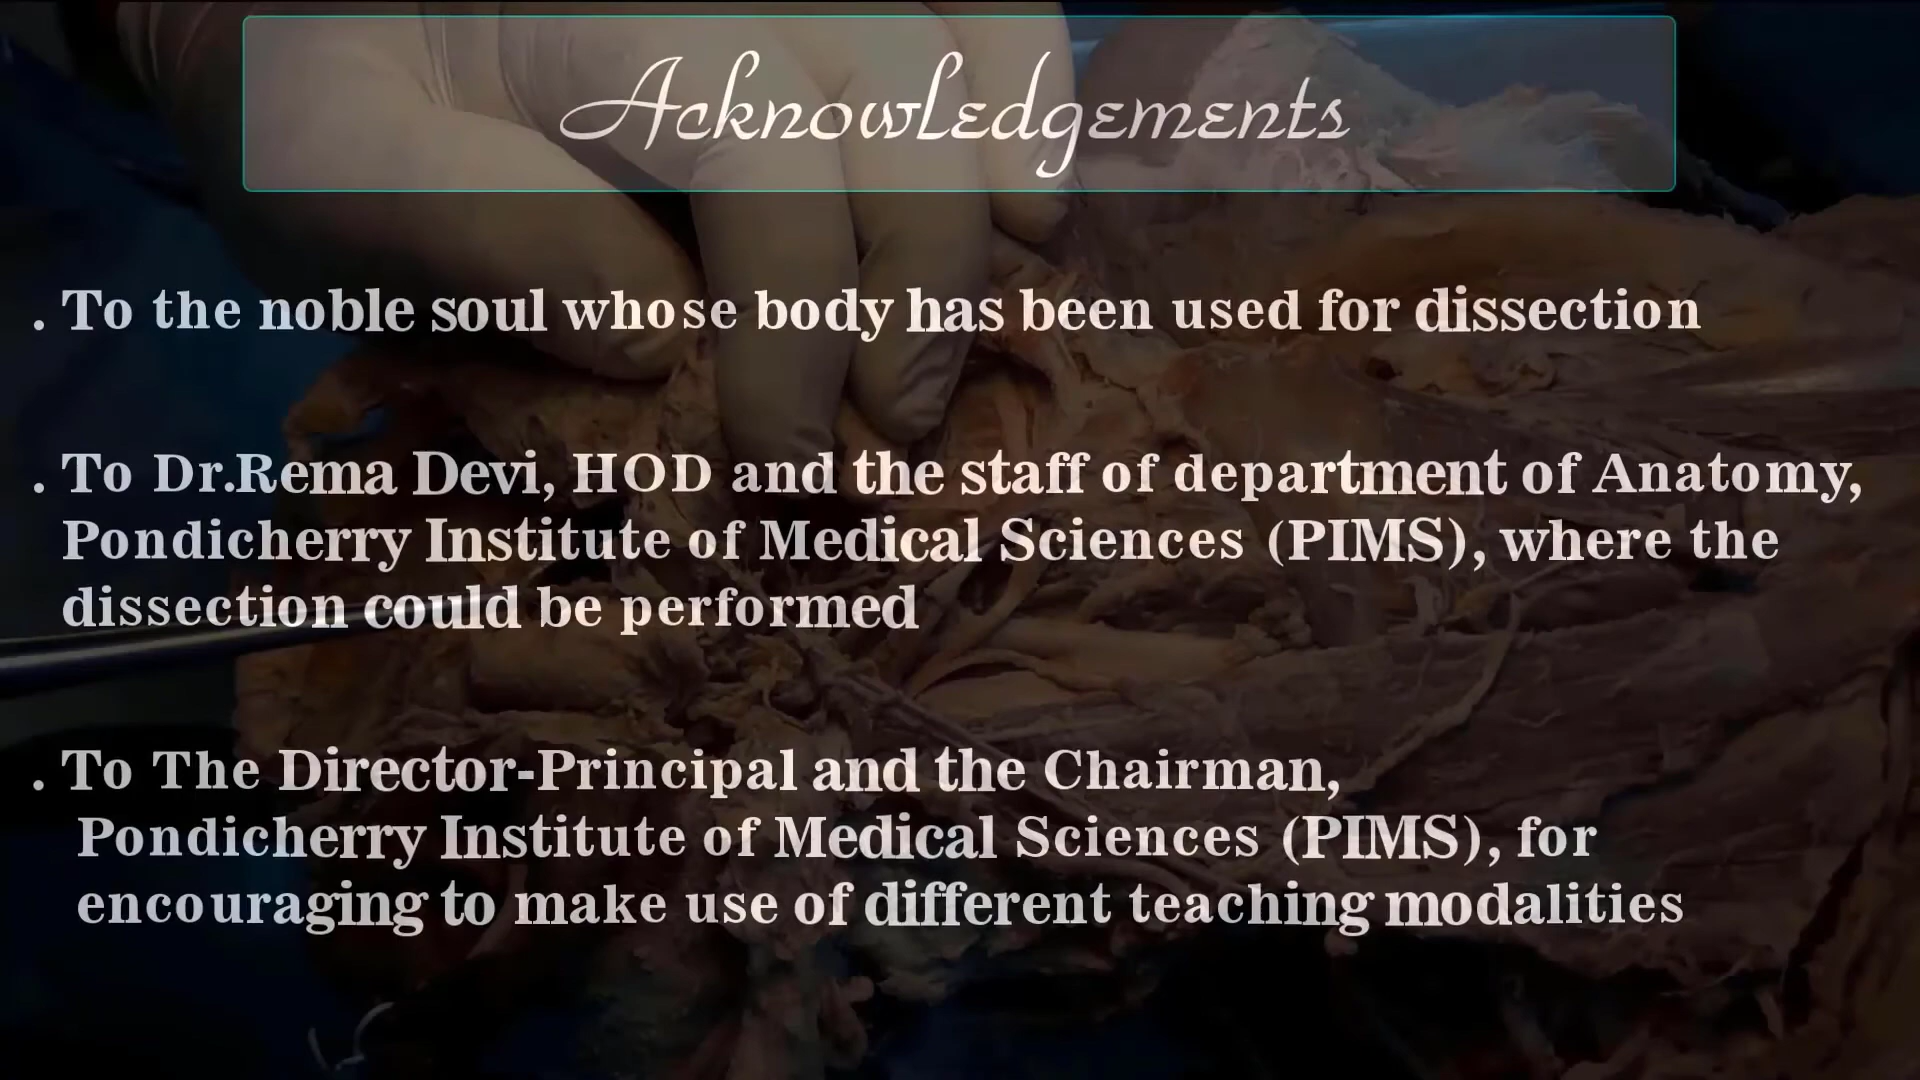 Acknowledgements
. To the noble soul whose body has been used for dissection
. To Dr.Rema Devi, HOD and the staff of department of Anatomy,
Pondicherry Institute of Medical Sciences (PIMS), where the
dissection could be performed
. To The Director-Principal and the Chairman,
Pondicherry Institute of Medical Sciences (PIMS), for
encouraging to make use of different teaching modalities